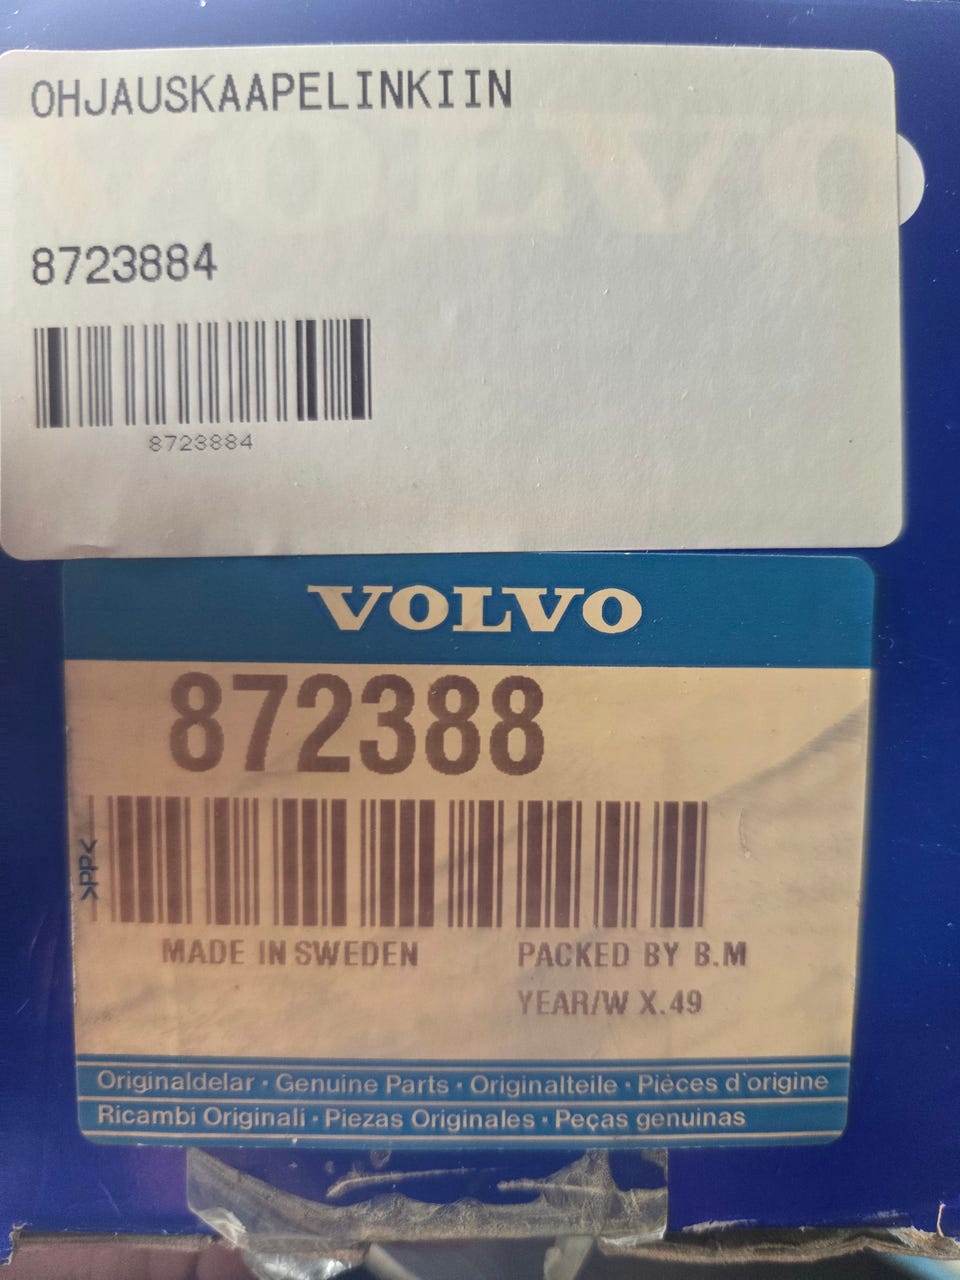 OHJAUSKAAPELINKIIN
8723884
8723884
VOLVO
872388
>PP<
MADE IN SWEDEN PACKED BY B.M
YEAR/W X.49
Originaldelar · Genuine Parts · Originalteile · Pièces d'origine
Ricambi Originali · Piezas Originales · Peças genuinas